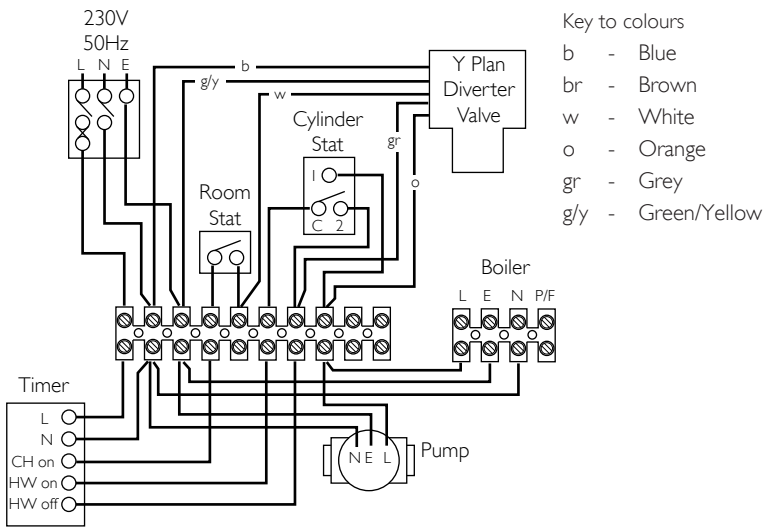 230V
50Hz
L N E
b
g/y
w
gr
o
Y Plan
Diverter
Valve
Cylinder
Stat
1
C 2
Room
Stat
Key to colours
b - Blue
br - Brown
w - White
o - Orange
gr - Grey
g/y - Green/Yellow
Boiler
L E N P/F
Timer
L
N
CH on
HW on
HW off
N E L
Pump